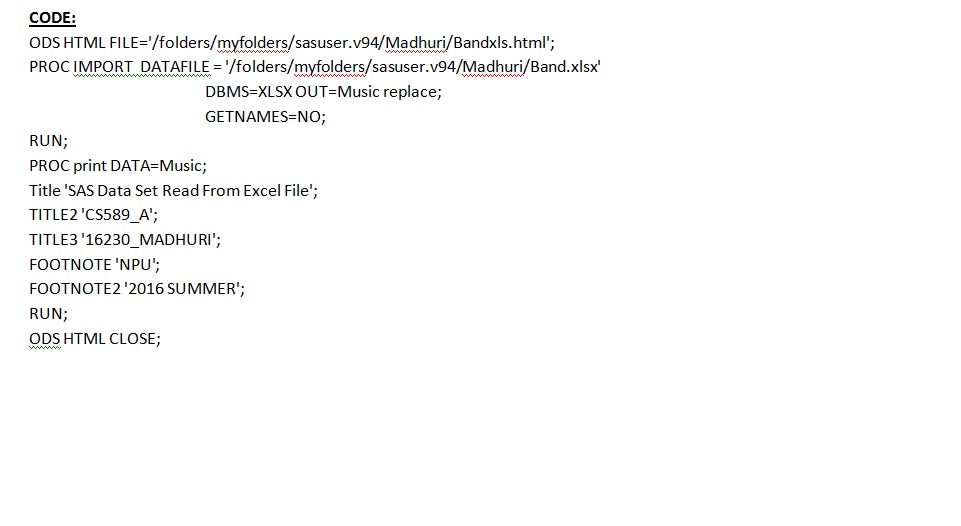 CODE:
ODS HTML FILE='/folders/myfolders/sasuser.v94/Madhuri/Bandxls.html';
PROC IMPORT DATAFILE = '/folders/myfolders/sasuser.v94/Madhuri/Band.xlsx'
DBMS=XLSX OUT=Music replace;
GETNAMES=NO;
RUN;
PROC print DATA=Music;
Title 'SAS Data Set Read From Excel File';
TITLE2 'CS589_A';
TITLE3 '16230_MADHURI';
FOOTNOTE 'NPU';
FOOTNOTE2 '2016 SUMMER';
RUN;
ODS HTML CLOSE;